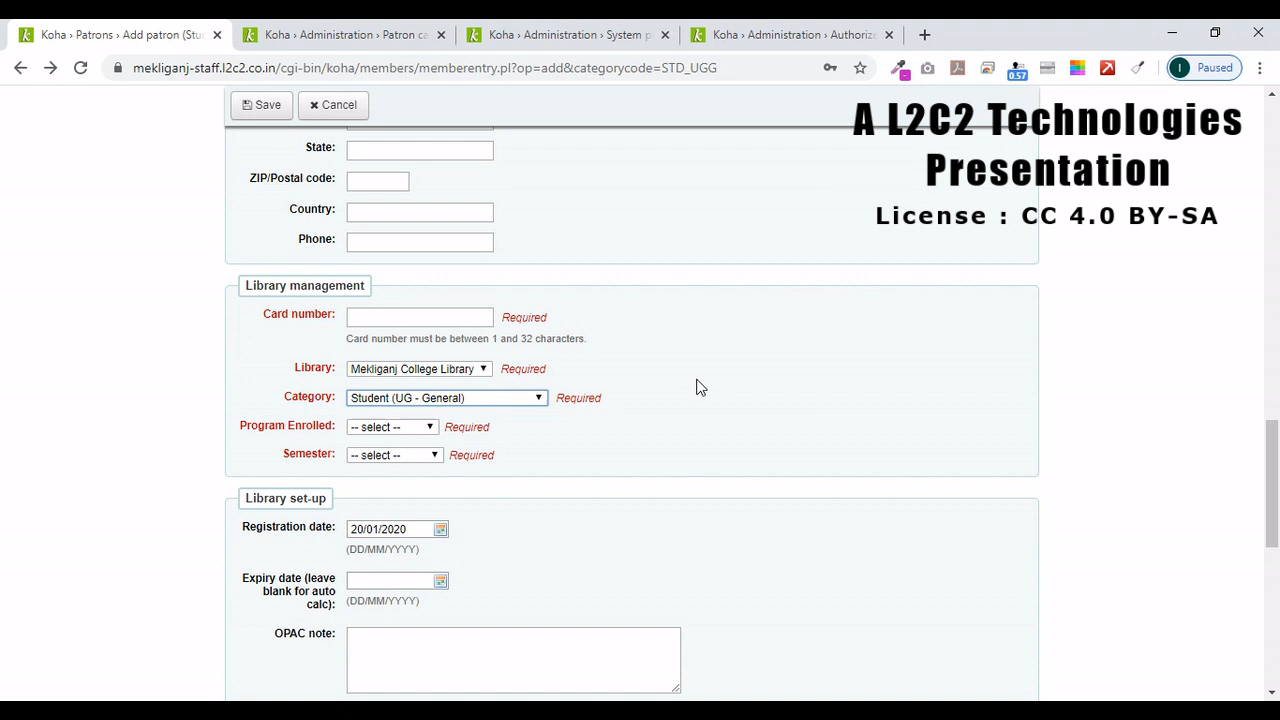 Koha › Patrons › Add patron (Stu
Koha › Administration › Patron ca
Koha › Administration › System p
Koha › Administration › Authorize
mekliganj-staff.l2c2.co.in/cgi-bin/koha/members/memberentry.pl?op=add&categorycode=STD_UGG
0.57
I Paused
Save
Cancel
A L2C2 Technologies
Presentation
License : CC 4.0 BY-SA
State:
ZIP/Postal code:
Country:
Phone:
Library management
Card number: Required
Card number must be between 1 and 32 characters.
Library: Mekliganj College Library Required
Category: Student (UG - General) Required
Program Enrolled: -- select -- Required
Semester: -- select -- Required
Library set-up
Registration date: 20/01/2020
(DD/MM/YYYY)
Expiry date (leave
blank for auto
calc):
(DD/MM/YYYY)
OPAC note: